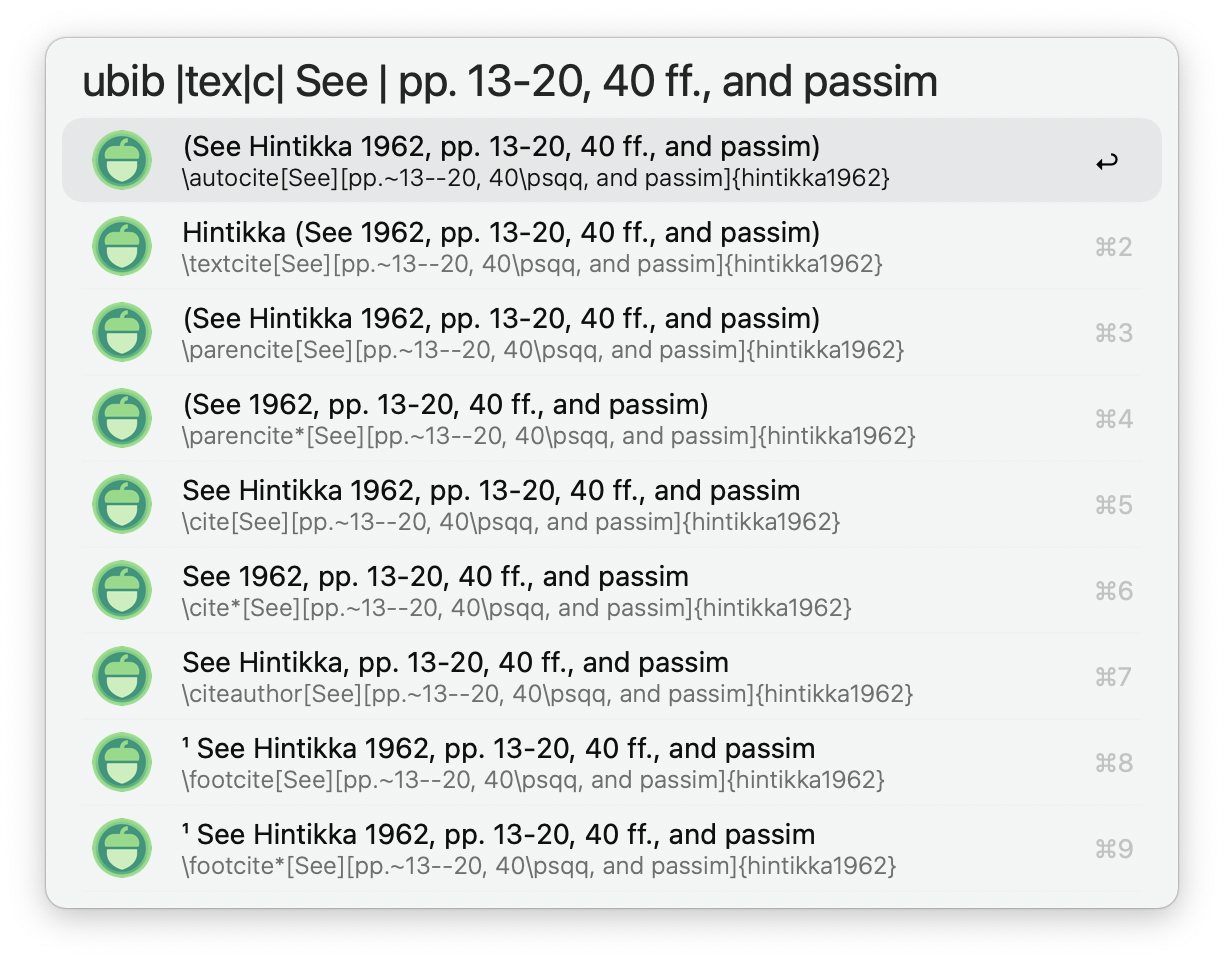 ubib |tex|c| See | pp. 13-20, 40 ff., and passim
(See Hintikka 1962, pp. 13-20, 40 ff., and passim)
\autocite[See][pp.~13--20, 40\psqq, and passim]{hintikka1962}
↩
Hintikka (See 1962, pp. 13-20, 40 ff., and passim)
\textcite[See][pp.~13--20, 40\psqq, and passim]{hintikka1962}
⌘2
(See Hintikka 1962, pp. 13-20, 40 ff., and passim)
\parencite[See][pp.~13--20, 40\psqq, and passim]{hintikka1962}
⌘3
(See 1962, pp. 13-20, 40 ff., and passim)
\parencite*[See][pp.~13--20, 40\psqq, and passim]{hintikka1962}
⌘4
See Hintikka 1962, pp. 13-20, 40 ff., and passim
\cite[See][pp.~13--20, 40\psqq, and passim]{hintikka1962}
⌘5
See 1962, pp. 13-20, 40 ff., and passim
\cite*[See][pp.~13--20, 40\psqq, and passim]{hintikka1962}
⌘6
See Hintikka, pp. 13-20, 40 ff., and passim
\citeauthor[See][pp.~13--20, 40\psqq, and passim]{hintikka1962}
⌘7
¹ See Hintikka 1962, pp. 13-20, 40 ff., and passim
\footcite[See][pp.~13--20, 40\psqq, and passim]{hintikka1962}
⌘8
¹ See Hintikka 1962, pp. 13-20, 40 ff., and passim
\footcite*[See][pp.~13--20, 40\psqq, and passim]{hintikka1962}
⌘9